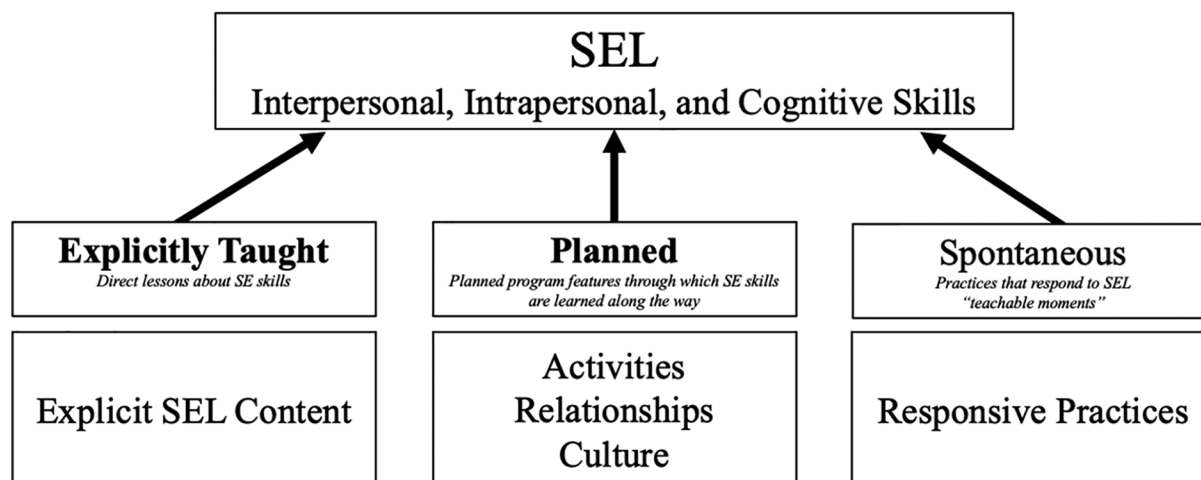 SEL
Interpersonal, Intrapersonal, and Cognitive Skills
Explicitly Taught
Direct lessons about SE skills
Explicit SEL Content
Planned
Planned program features through which SE skills
are learned along the way
Activities
Relationships
Culture
Spontaneous
Practices that respond to SEL
“teachable moments”
Responsive Practices